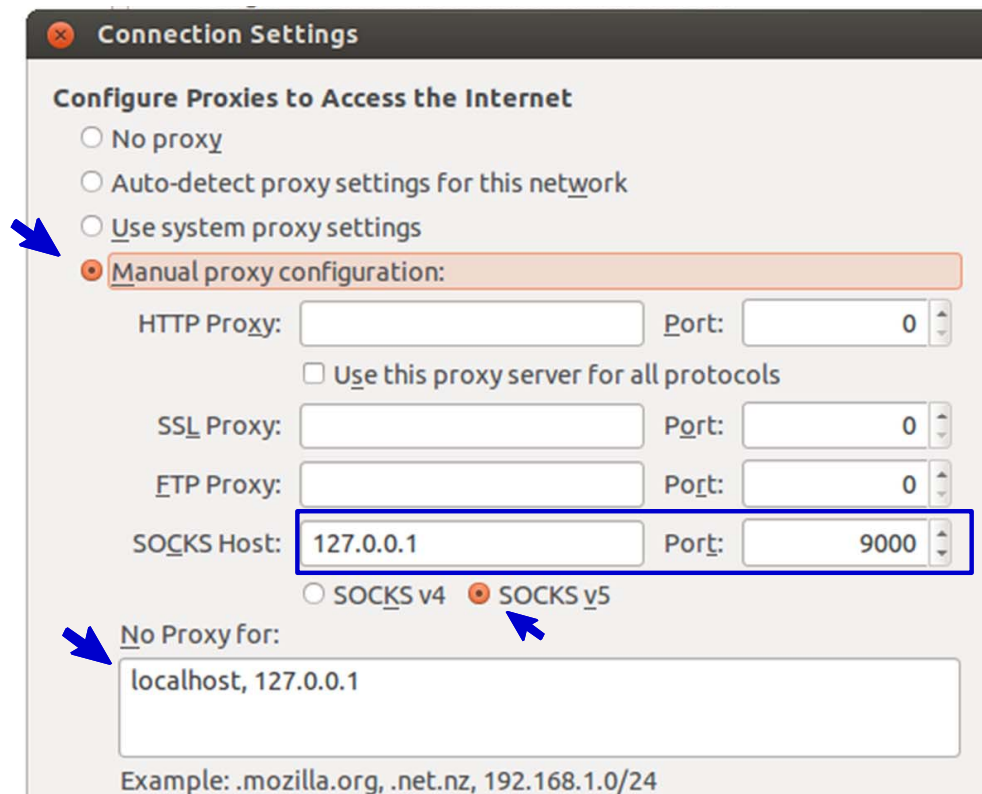 Connection Settings
Configure Proxies to Access the Internet
No proxy
Auto-detect proxy settings for this network
Use system proxy settings
Manual proxy configuration:
HTTP Proxy: Port: 0
Use this proxy server for all protocols
SSL Proxy: Port: 0
FTP Proxy: Port: 0
SOCKS Host: 127.0.0.1 Port: 9000
SOCKS v4 SOCKS v5
No Proxy for:
localhost, 127.0.0.1
Example: .mozilla.org, .net.nz, 192.168.1.0/24